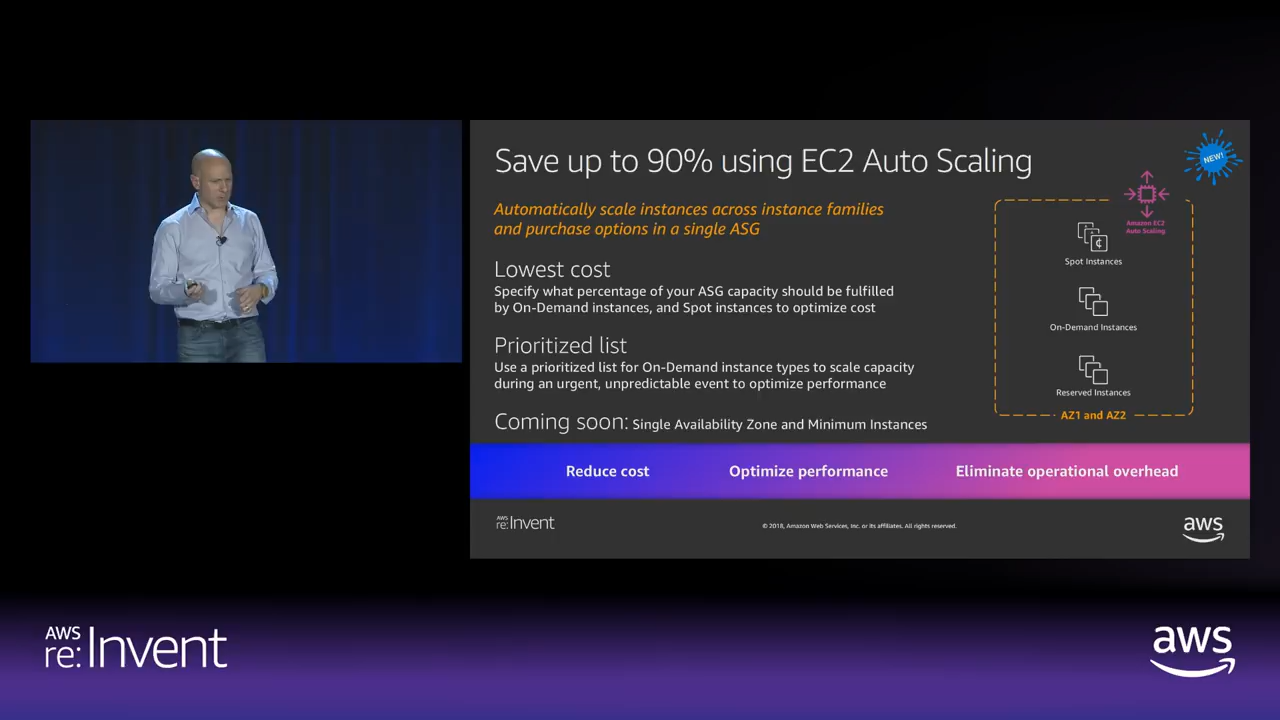 Save up to 90% using EC2 Auto Scaling
NEW!
Automatically scale instances across instance families
and purchase options in a single ASG
Lowest cost
Specify what percentage of your ASG capacity should be fulfilled
by On-Demand instances, and Spot instances to optimize cost
Prioritized list
Use a prioritized list for On-Demand instance types to scale capacity
during an urgent, unpredictable event to optimize performance
Coming soon: Single Availability Zone and Minimum Instances
Amazon EC2
Auto Scaling
¢
Spot Instances
On-Demand Instances
Reserved Instances
AZ1 and AZ2
Reduce cost
Optimize performance
Eliminate operational overhead
AWS
re:Invent
© 2018, Amazon Web Services, Inc. or its affiliates. All rights reserved.
aws
AWS
re:Invent
aws